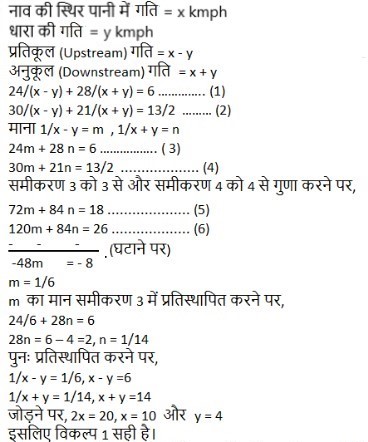 नाव की स्थिर पानी में गति = x kmph
धारा की गति = y kmph
प्रतिकूल (Upstream) गति = x - y
अनुकूल (Downstream) गति = x + y
24/(x - y) + 28/(x + y) = 6 .............. (1)
30/(x - y) + 21/(x + y) = 13/2 ......... (2)
माना 1/x - y = m , 1/x + y = n
24m + 28 n = 6 ................. ( 3)
30m + 21n = 13/2 .................... (4)
समीकरण 3 को 3 से और समीकरण 4 को 4 से गुणा करने पर,
72m + 84 n = 18 ..................... (5)
120m + 84n = 26 .................... (6)
- - - . (घटाने पर)
-48m = - 8
m = 1/6
m का मान समीकरण 3 में प्रतिस्थापित करने पर,
24/6 + 28n = 6
28n = 6 – 4 =2, n = 1/14
पुनः प्रतिस्थापित करने पर,
1/x - y = 1/6, x - y =6
1/x + y = 1/14, x + y =14
जोड़ने पर, 2x = 20, x = 10 और y = 4
इसलिए विकल्प 1 सही है।